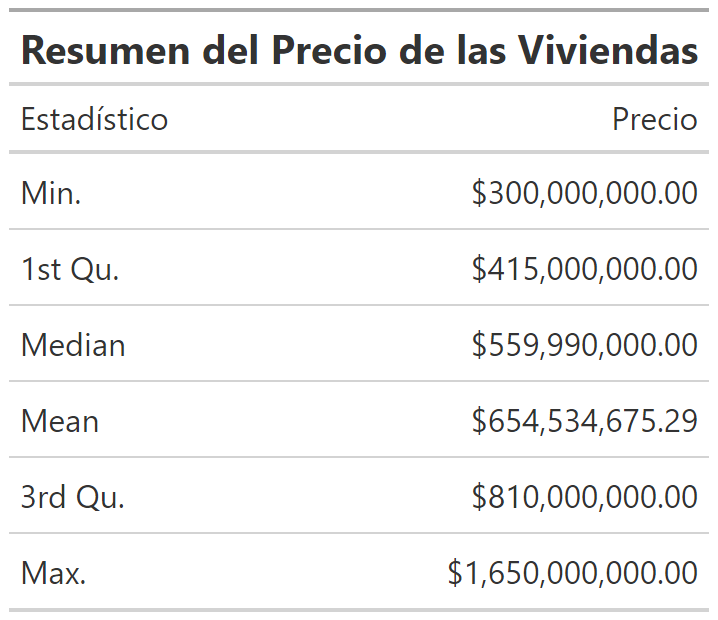 Resumen del Precio de las Viviendas
Estadístico Precio
Min. $300,000,000.00
1st Qu. $415,000,000.00
Median $559,990,000.00
Mean $654,534,675.29
3rd Qu. $810,000,000.00
Max. $1,650,000,000.00